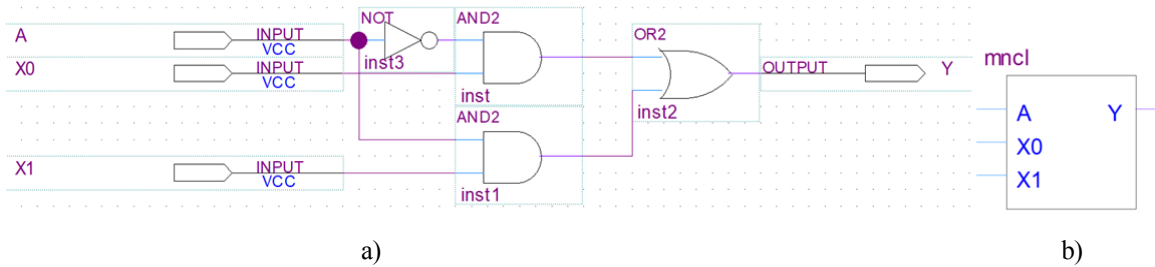 NOT
AND2
A
INPUT
VCC
inst3
OR2
X0
INPUT
VCC
inst
OUTPUT
Y
AND2
inst2
X1
INPUT
VCC
inst1
mncl
A
Y
X0
X1
a)
b)